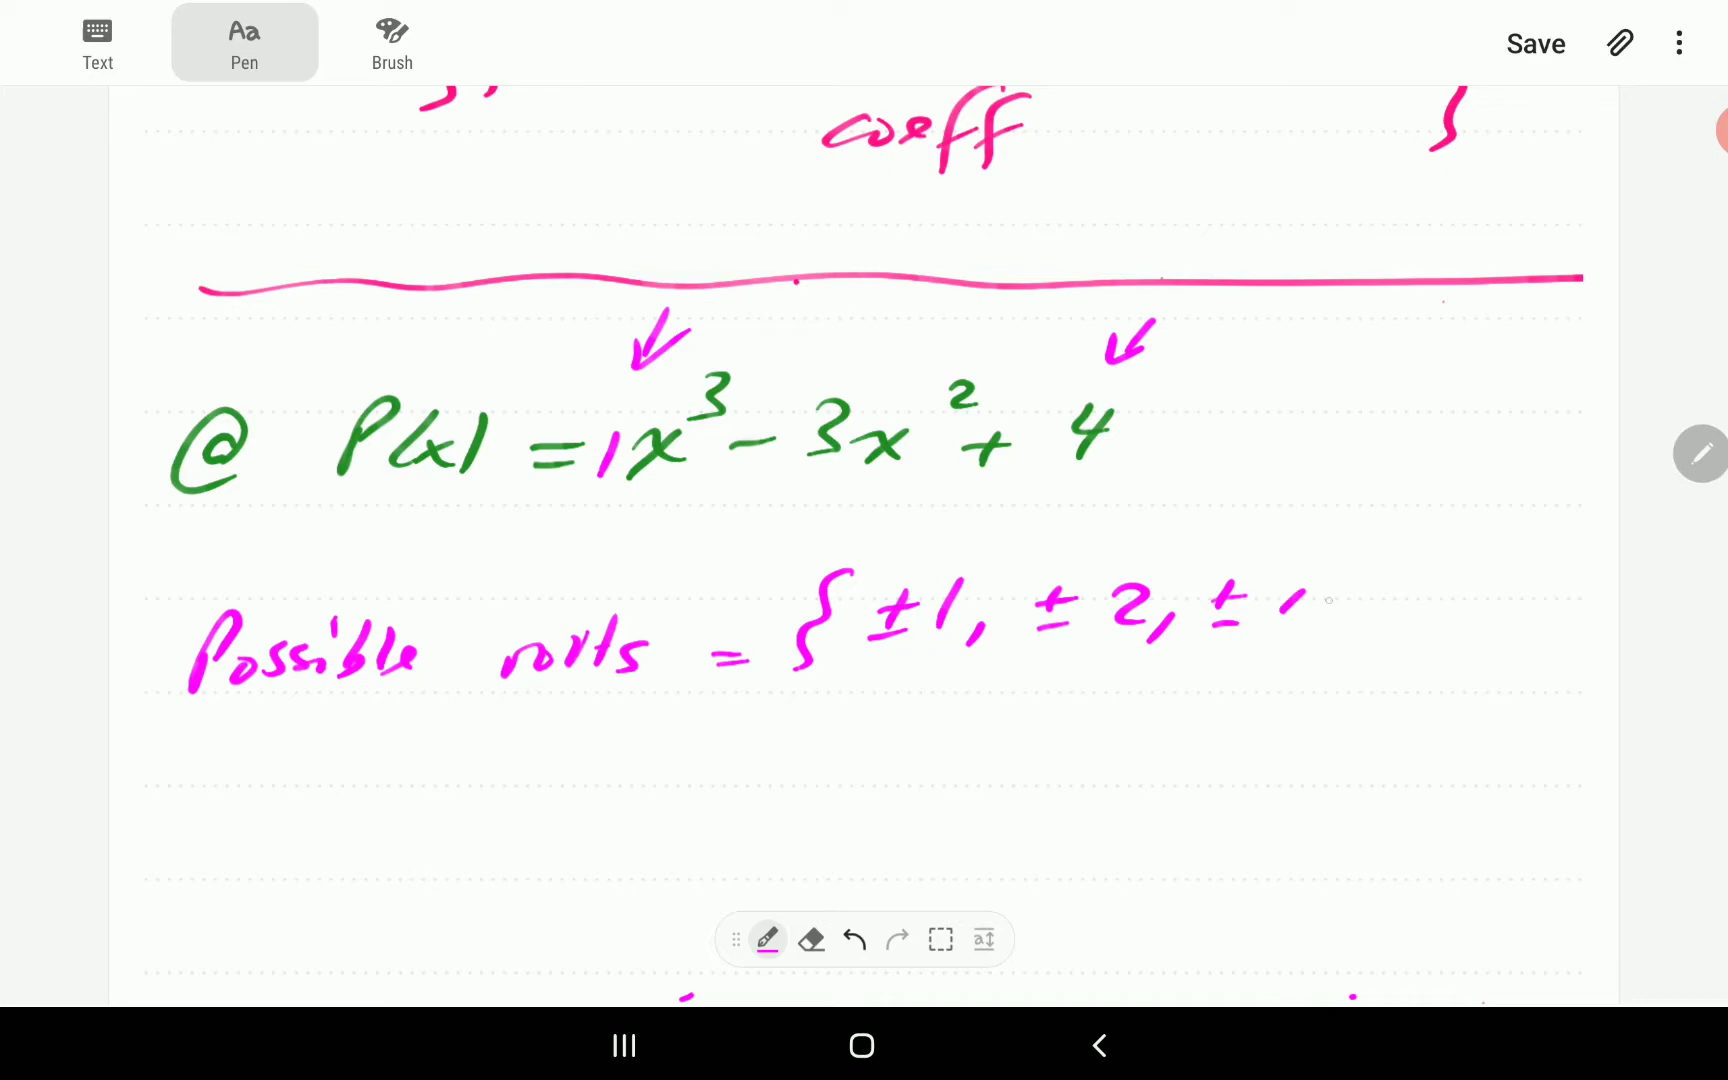 Text Pen Brush Save
coeff }
@ P(x) = 1x³ - 3x² + 4
Possible roots = { ±1, ±2, ±